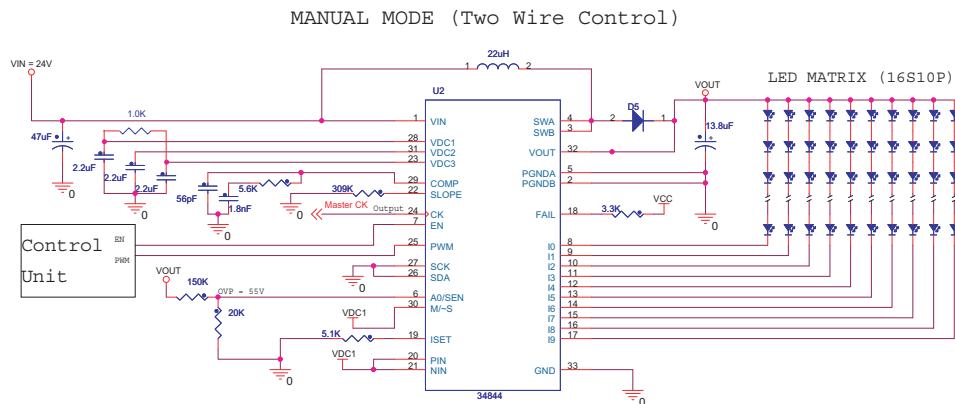 MANUAL MODE (Two Wire Control)
22uH
VIN = 24V
1 2
LED MATRIX (16S10P)
VOUT
U2
1.0K
D5
47uF
1 VIN
SWA 4
2 1
13.8uF
SWB 3
28 VDC1
31 VDC2
VOUT 32
23 VDC3
2.2uF
2.2uF
2.2uF
PGNDA 5
29 COMP
PGNDB 2
5.6K
309K
22 SLOPE
0
56pF
1.8nF
0
0
Master CK
Output
24 CK
FAIL 18
3.3K
VCC
0
0
7 EN
Control
Unit
EN
PWM
25 PWM
I0 8
I1 9
27 SCK
I2 10
26 SDA
I3 11
0
I4 12
VOUT
150K
OVP = 55V
6 A0/SEN
I5 13
30 M/~S
I6 14
20K
VDC1
I7 15
I8 16
5.1K
19 ISET
I9 17
VDC1
20 PIN
21 NIN
GND 33
0
0
34844
0